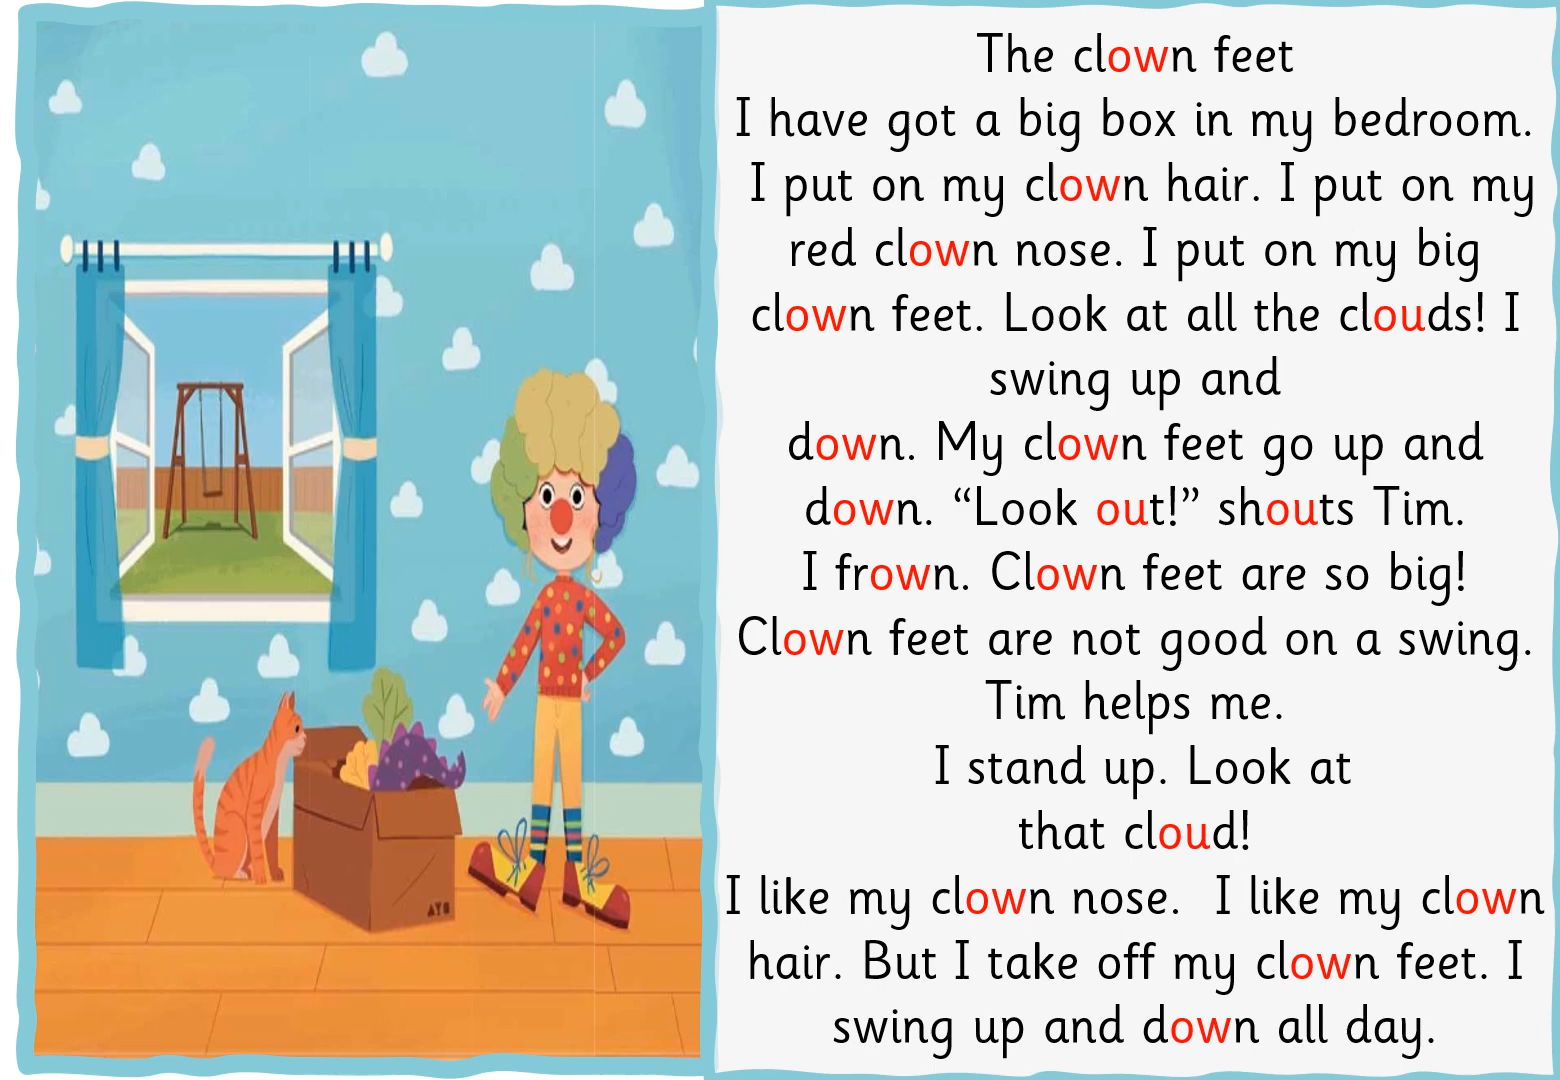 The clown feet
I have got a big box in my bedroom.
I put on my clown hair. I put on my
red clown nose. I put on my big
clown feet. Look at all the clouds! I
swing up and
down. My clown feet go up and
down. “Look out!” shouts Tim.
I frown. Clown feet are so big!
Clown feet are not good on a swing.
Tim helps me.
I stand up. Look at
that cloud!
I like my clown nose.  I like my clown
hair. But I take off my clown feet. I
swing up and down all day.